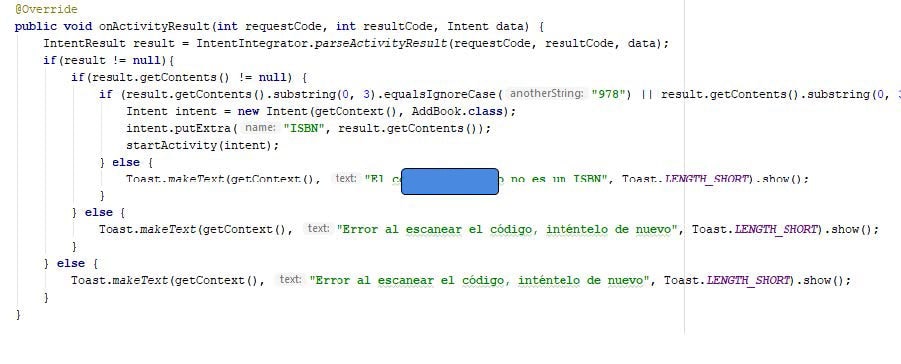 @Override
public void onActivityResult(int requestCode, int resultCode, Intent data) {
IntentResult result = IntentIntegrator.parseActivityResult(requestCode, resultCode, data);
if(result != null){
if(result.getContents() != null) {
if (result.getContents().substring(0, 3).equalsIgnoreCase( anotherString: "978") || result.getContents().substring(0,
Intent intent = new Intent(getContext(), AddBook.class);
intent.putExtra( name: "ISBN", result.getContents());
startActivity(intent);
} else {
Toast.makeText(getContext(), text: "El no es un ISBN", Toast.LENGTH_SHORT).show();
}
} else {
Toast.makeText(getContext(), text: "Error al escanear el código, inténtelo de nuevo", Toast.LENGTH_SHORT).show();
}
} else {
Toast.makeText(getContext(), text: "Error al escanear el código, inténtelo de nuevo", Toast.LENGTH_SHORT).show();
}
}